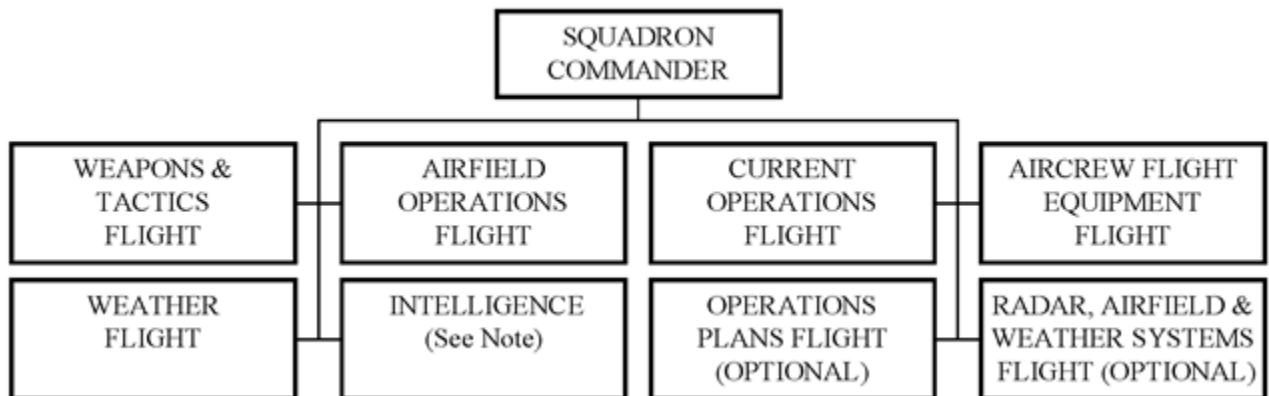 SQUADRON
COMMANDER
WEAPONS &
TACTICS
FLIGHT
AIRFIELD
OPERATIONS
FLIGHT
CURRENT
OPERATIONS
FLIGHT
AIRCREW FLIGHT
EQUIPMENT
FLIGHT
WEATHER
FLIGHT
INTELLIGENCE
(See Note)
OPERATIONS
PLANS FLIGHT
(OPTIONAL)
RADAR, AIRFIELD &
WEATHER SYSTEMS
FLIGHT (OPTIONAL)